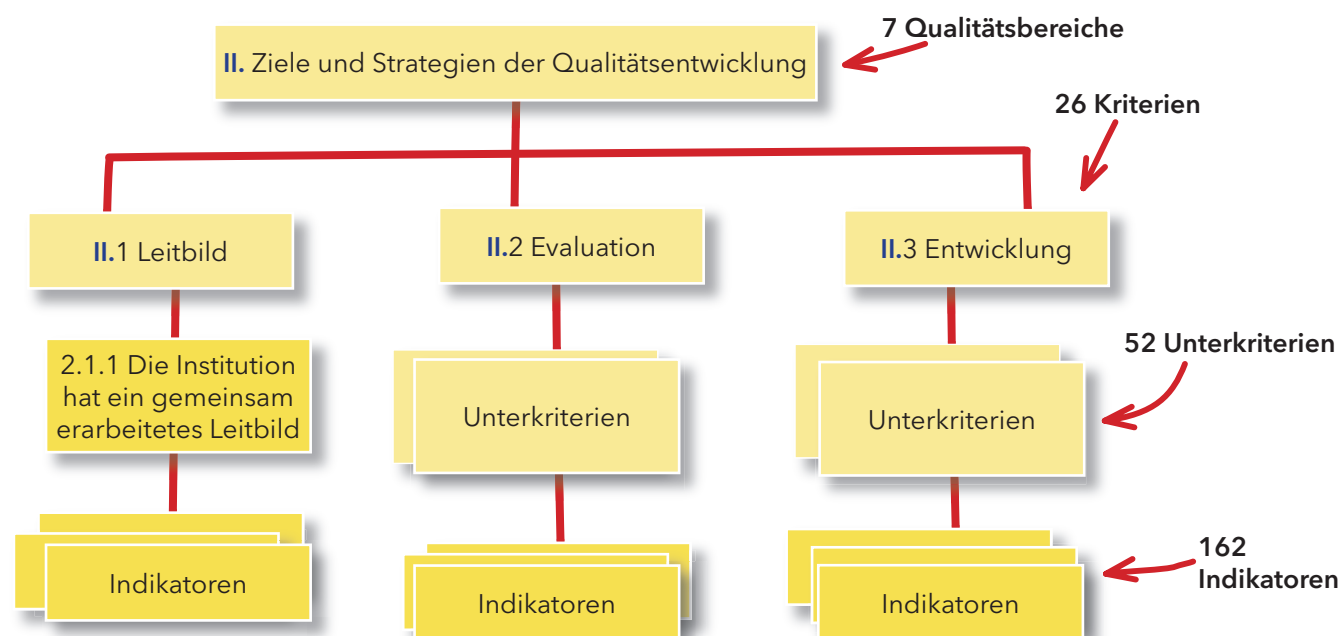 7 Qualitätsbereiche
II. Ziele und Strategien der Qualitätsentwicklung
26 Kriterien
II.1 Leitbild
II.2 Evaluation
II.3 Entwicklung
52 Unterkriterien
2.1.1 Die Institution
hat ein gemeinsam
erarbeitetes Leitbild
Unterkriterien
Unterkriterien
162
Indikatoren
Indikatoren
Indikatoren
Indikatoren